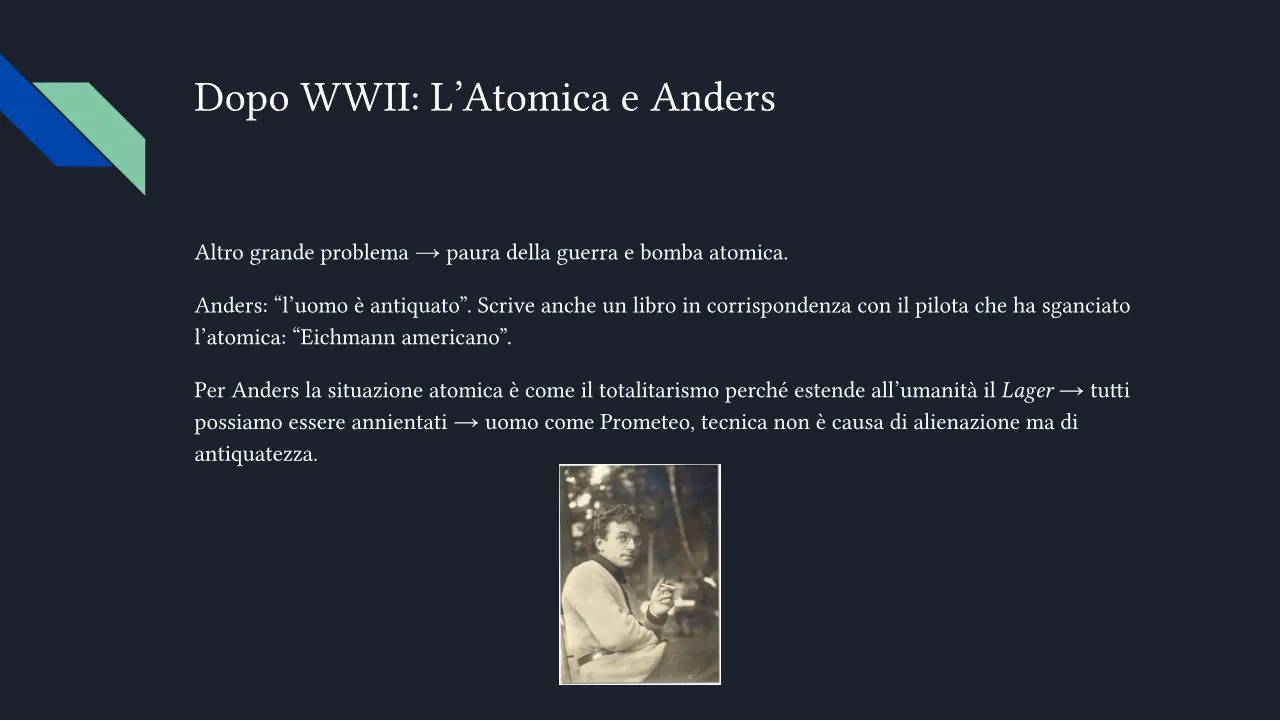 Dopo WWII: L’Atomica e Anders
Altro grande problema → paura della guerra e bomba atomica.
Anders: “l’uomo è antiquato”. Scrive anche un libro in corrispondenza con il pilota che ha sganciato
l’atomica: “Eichmann americano”.
Per Anders la situazione atomica è come il totalitarismo perché estende all’umanità il Lager → tutti
possiamo essere annientati → uomo come Prometeo, tecnica non è causa di alienazione ma di
antiquatezza.